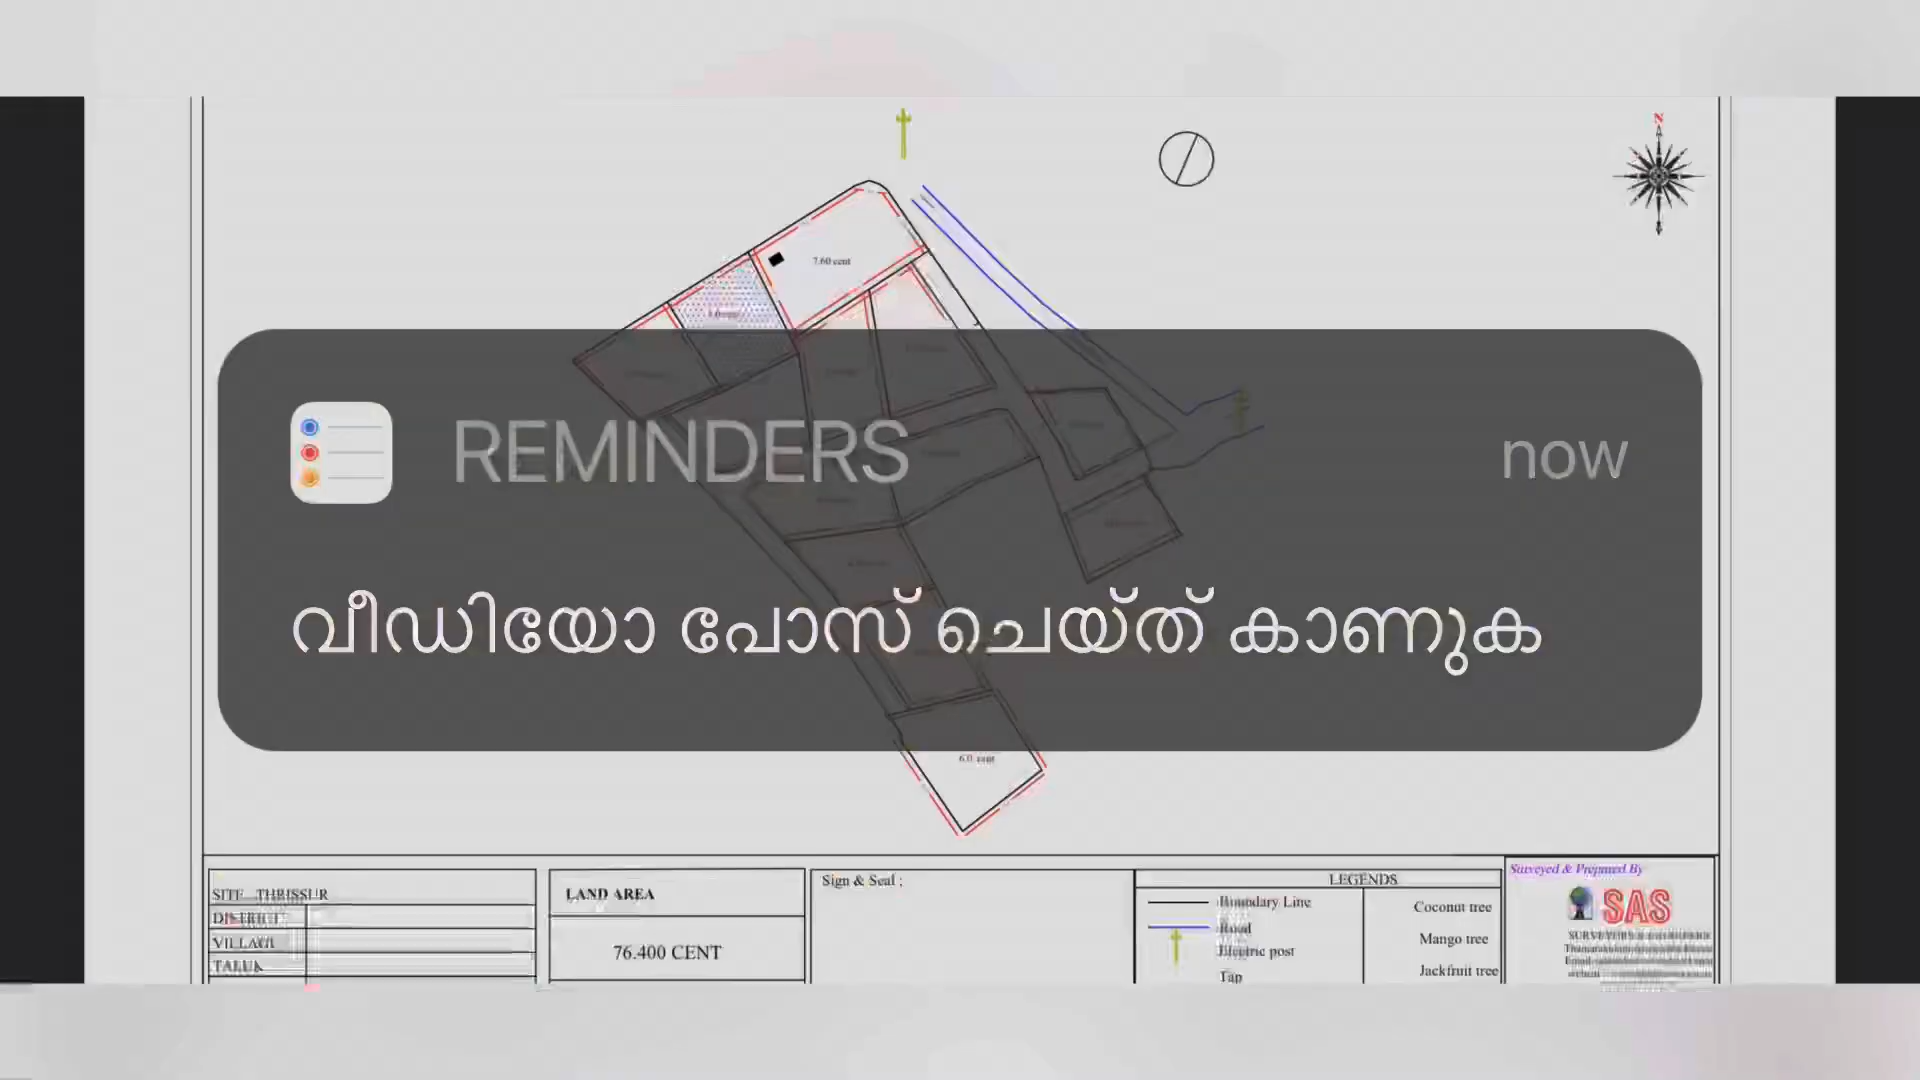 N
7.60 cent
REMINDERS
now
വീഡിയോ പോസ് ചെയ്ത് കാണുക
6.0 cent
SITE THRISSUR
DISTRICT
VILLAGE
TALUK
LAND AREA
76.400 CENT
Sign & Seal ;
LEGENDS
Boundary Line
Road
Electric post
Tap
Coconut tree
Mango tree
Jackfruit tree
Surveyed & Prepared By
SAS